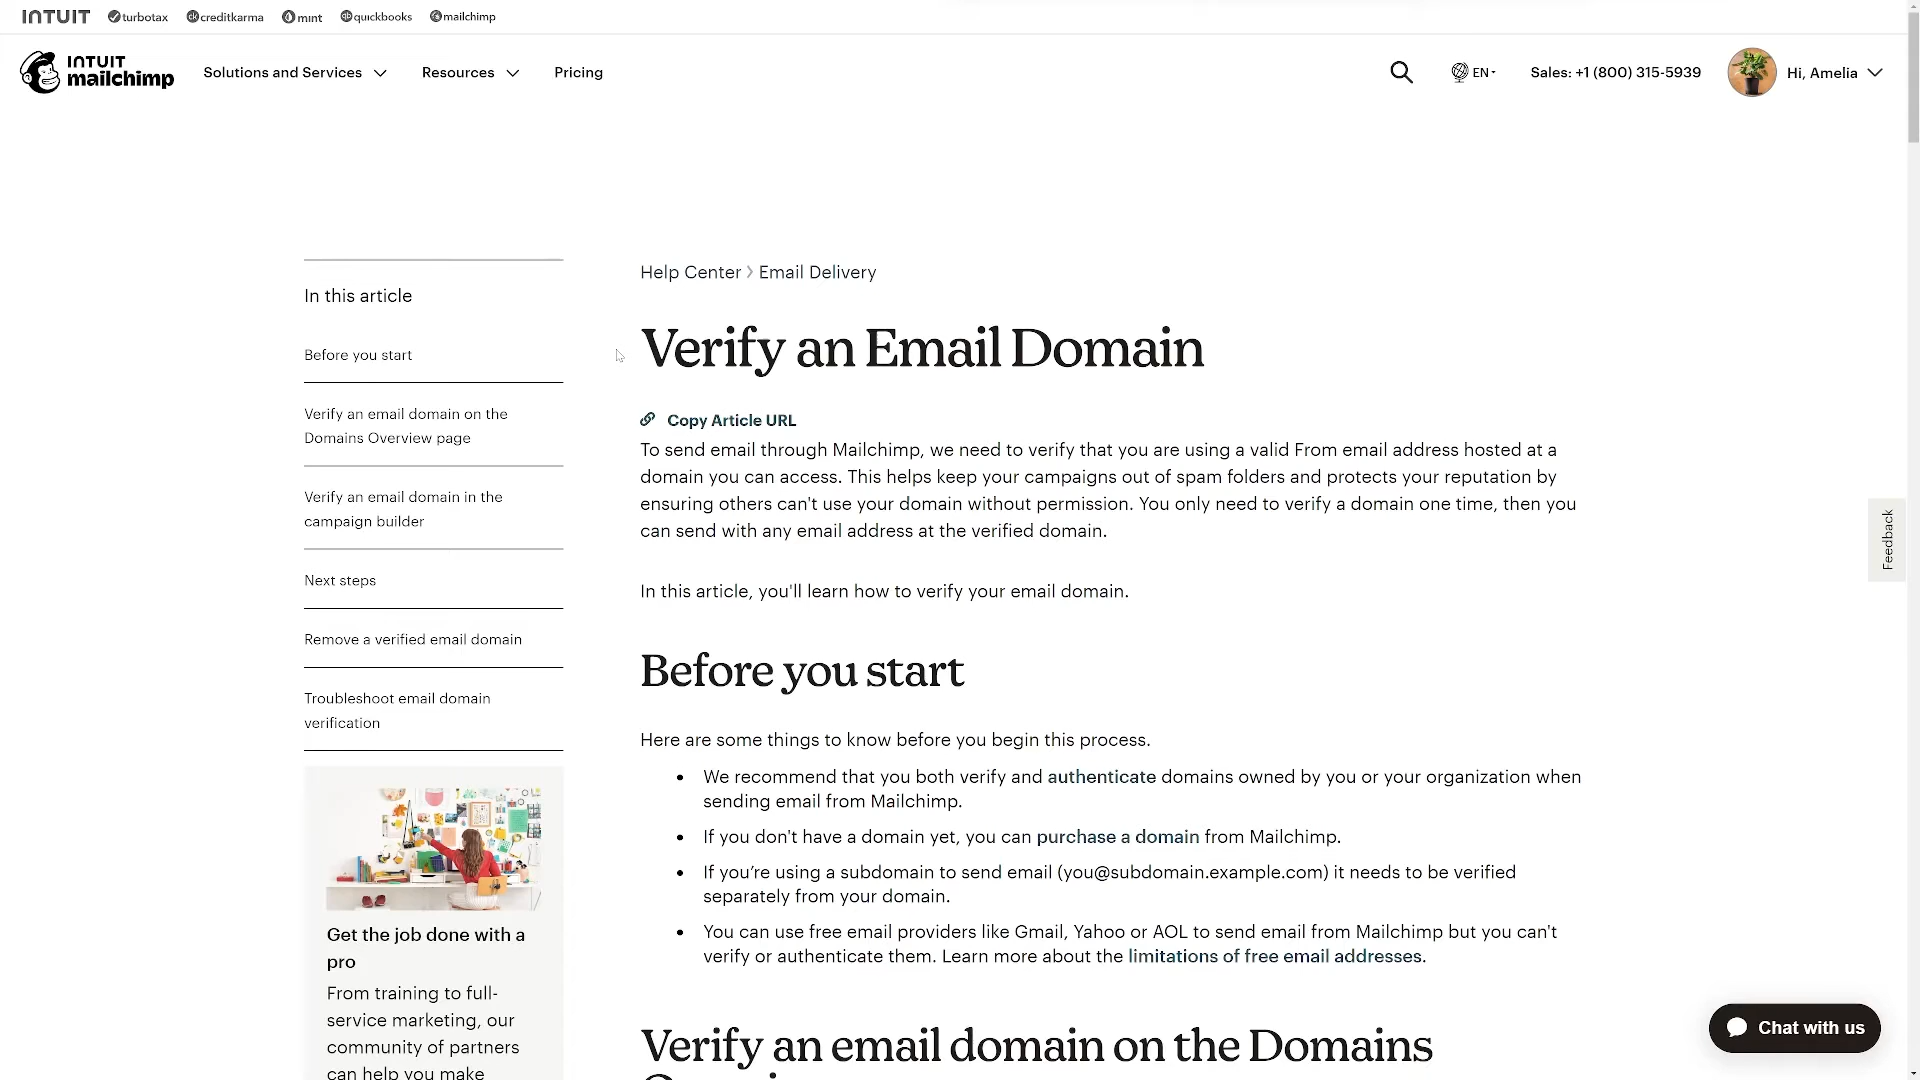 INTUIT turbotax creditkarma mint quickbooks mailchimp
INTUIT
mailchimp
Solutions and Services
Resources
Pricing
EN
Sales: +1 (800) 315-5939
Hi, Amelia
In this article
Before you start
Verify an email domain on the
Domains Overview page
Verify an email domain in the
campaign builder
Next steps
Remove a verified email domain
Troubleshoot email domain
verification
Get the job done with a
pro
From training to full-
service marketing, our
community of partners
can help you make
Help Center > Email Delivery
Verify an Email Domain
Copy Article URL
To send email through Mailchimp, we need to verify that you are using a valid From email address hosted at a
domain you can access. This helps keep your campaigns out of spam folders and protects your reputation by
ensuring others can't use your domain without permission. You only need to verify a domain one time, then you
can send with any email address at the verified domain.
In this article, you'll learn how to verify your email domain.
Before you start
Here are some things to know before you begin this process.
• We recommend that you both verify and authenticate domains owned by you or your organization when
sending email from Mailchimp.
• If you don't have a domain yet, you can purchase a domain from Mailchimp.
• If you’re using a subdomain to send email (you@subdomain.example.com) it needs to be verified
separately from your domain.
• You can use free email providers like Gmail, Yahoo or AOL to send email from Mailchimp but you can't
verify or authenticate them. Learn more about the limitations of free email addresses.
Verify an email domain on the Domains
Feedback
Chat with us